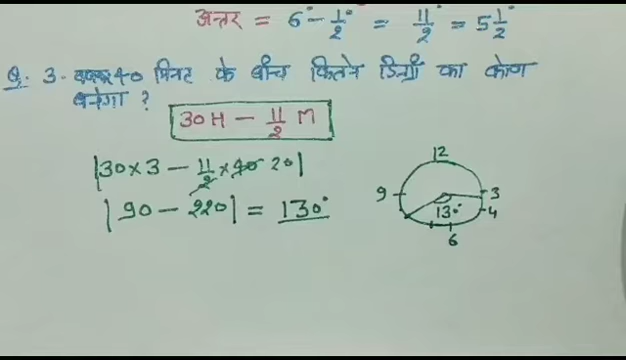 अन्तर = 6° - 1/2° = 11/2° = 5 1/2°
Q. 3. बजकर 40 मिनट के बीच कितने डिग्री का कोण
बनेगा ?
30H - 11/2 M
|30×3 - 11/2 × 40 20|
|90 - 220| = 130°
12
9
3
4
130°
6